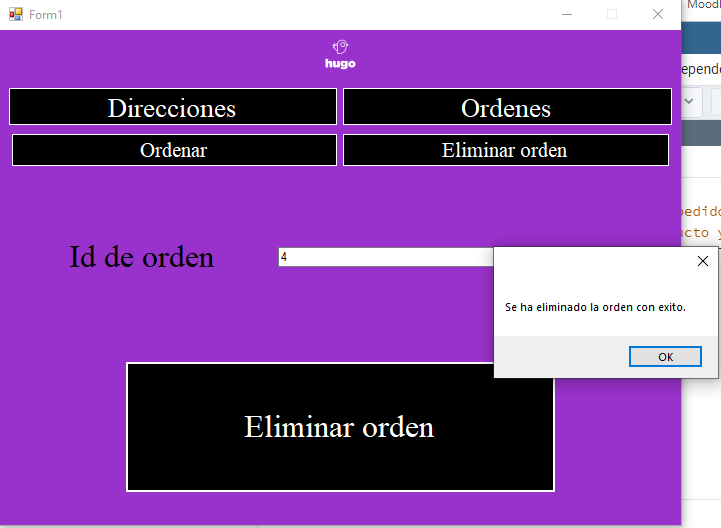 Form1
Mood
hugo
Direcciones
Ordenes
Ordenar
Eliminar orden
epende
pedido
ucto y
Id de orden
4
Se ha eliminado la orden con exito.
OK
Eliminar orden